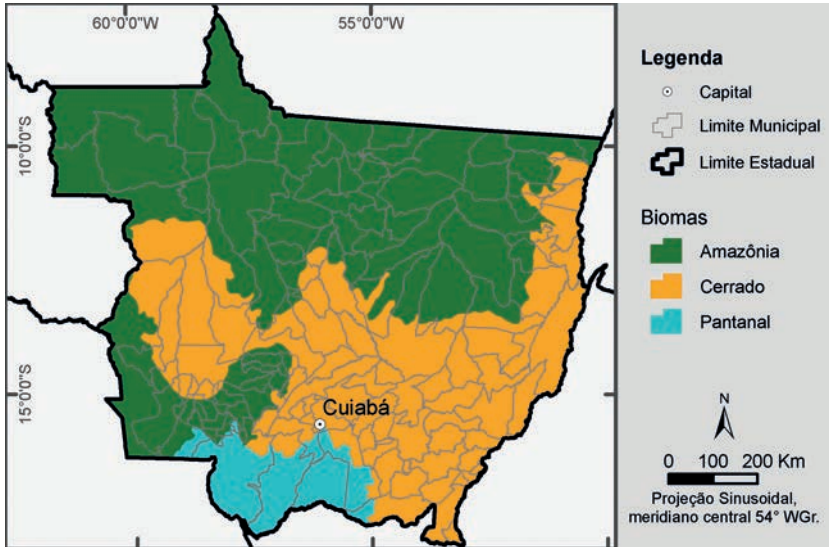 60°0'0"W
55°0'0"W
10°0'0"S
15°0'0"S
Cuiabá
Legenda
Capital
Limite Municipal
Limite Estadual
Biomas
Amazônia
Cerrado
Pantanal
N
0 100 200 Km
Projeção Sinusoidal,
meridiano central 54° WGr.